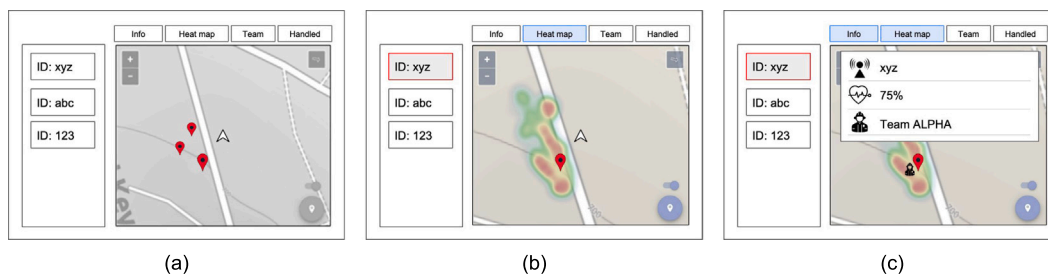 Info Heat map Team Handled
ID: xyz
ID: abc
ID: 123
+
−
(a)
Info Heat map Team Handled
ID: xyz
ID: abc
ID: 123
+
−
(b)
Info Heat map Team Handled
ID: xyz
ID: abc
ID: 123
xyz
75%
Team ALPHA
(c)